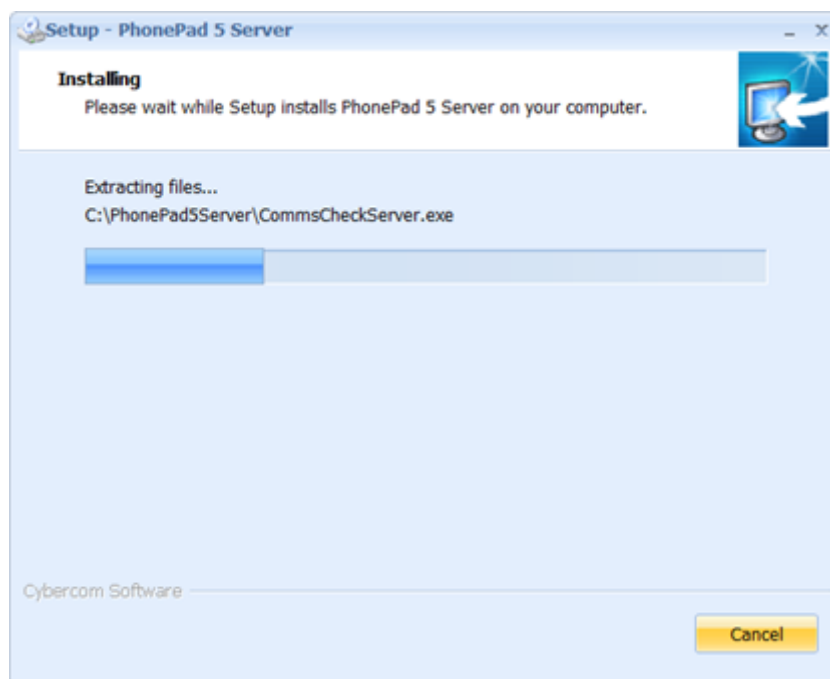 Setup - PhonePad 5 Server
Installing
Please wait while Setup installs PhonePad 5 Server on your computer.
Extracting files...
C:\PhonePad5Server\CommsCheckServer.exe
Cybercom Software
Cancel